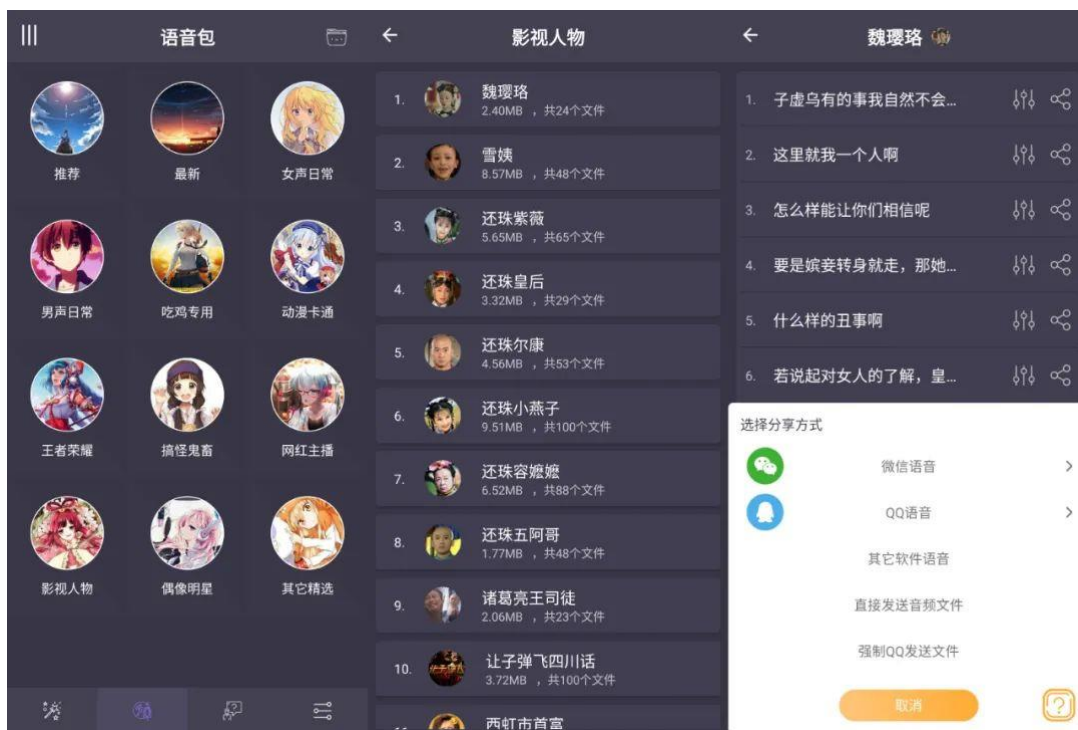 语音包
推荐
最新
女声日常
男声日常
吃鸡专用
动漫卡通
王者荣耀
搞怪鬼畜
网红主播
影视人物
偶像明星
其它精选
影视人物
1. 魏璎珞
2.40MB ，共24个文件
2. 雪姨
8.57MB ，共48个文件
3. 还珠紫薇
5.65MB ，共65个文件
4. 还珠皇后
3.32MB ，共29个文件
5. 还珠尔康
4.56MB ，共53个文件
6. 还珠小燕子
9.51MB ，共100个文件
7. 还珠容嬷嬷
6.52MB ，共88个文件
8. 还珠五阿哥
1.77MB ，共48个文件
9. 诸葛亮王司徒
2.06MB ，共23个文件
10. 让子弹飞四川话
3.72MB ，共100个文件
西虹市首富
魏璎珞
1. 子虚乌有的事我自然不会...
2. 这里就我一个人啊
3. 怎么样能让你们相信呢
4. 要是嫔妾转身就走，那她...
5. 什么样的丑事啊
6. 若说起对女人的了解，皇...
选择分享方式
微信语音
QQ语音
其它软件语音
直接发送音频文件
强制QQ发送文件
取消